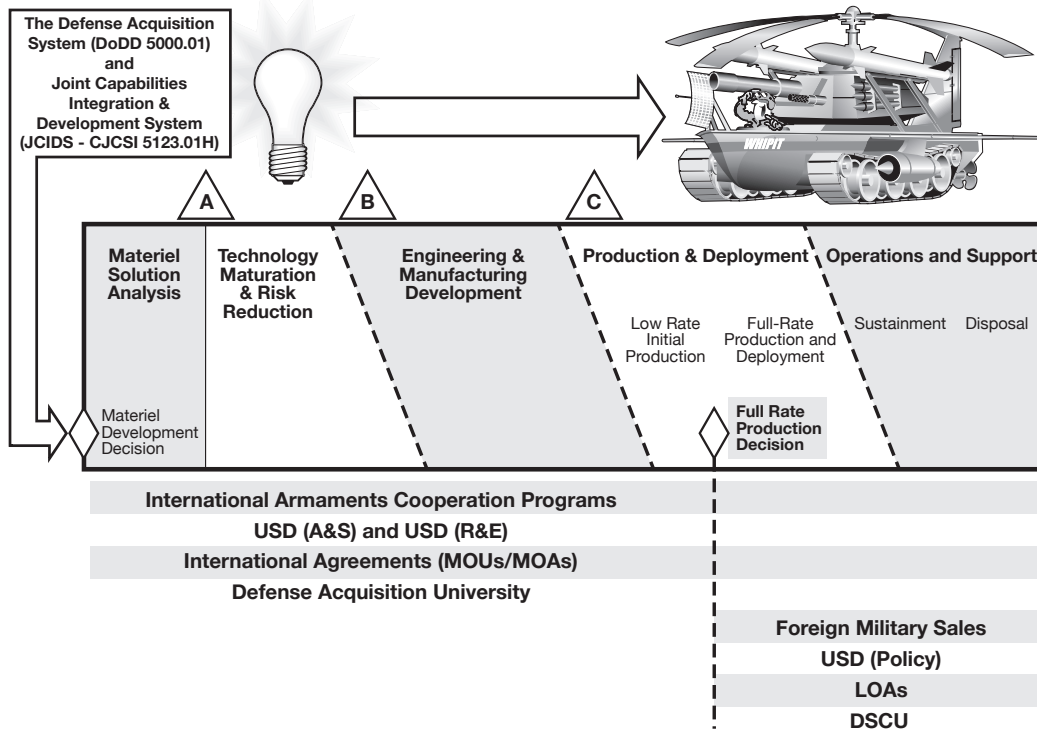 The Defense Acquisition
System (DoDD 5000.01)
and
Joint Capabilities
Integration &
Development System
(JCIDS - CJCSI 5123.01H)
WHIPIT
A
B
C
Materiel
Solution
Analysis
Technology
Maturation
& Risk
Reduction
Engineering &
Manufacturing
Development
Production & Deployment
Operations and Support
Low Rate
Initial
Production
Full-Rate
Production and
Deployment
Sustainment
Disposal
Materiel
Development
Decision
Full Rate
Production
Decision
International Armaments Cooperation Programs
USD (A&S) and USD (R&E)
International Agreements (MOUs/MOAs)
Defense Acquisition University
Foreign Military Sales
USD (Policy)
LOAs
DSCU